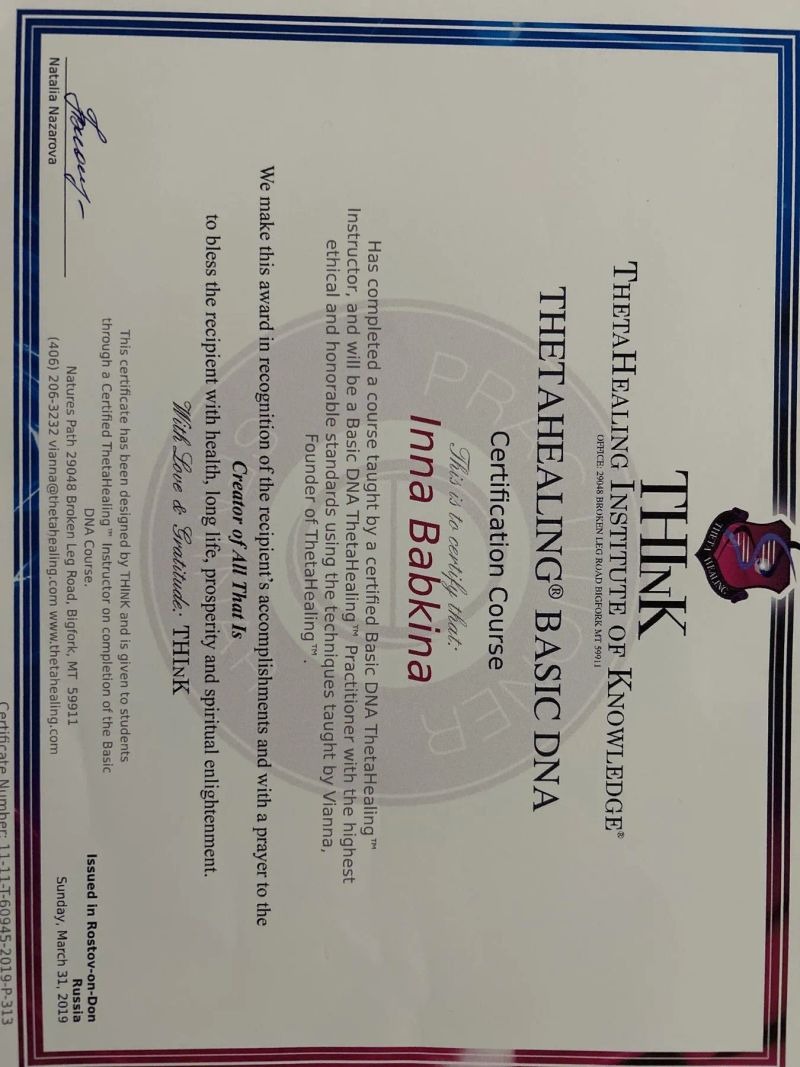 THETA HEALING
THInK
THETAHEALING INSTITUTE OF KNOWLEDGE®
OFFICE: 29048 BROKEN LEG ROAD BIGFORK MT 59911
THETAHEALING® BASIC DNA
Certification Course
This is to certify that:
Inna Babkina
Has completed a course taught by a certified Basic DNA ThetaHealing™
Instructor, and will be a Basic DNA ThetaHealing™ Practitioner with the highest
ethical and honorable standards using the techniques taught by Vianna,
Founder of ThetaHealing™.
We make this award in recognition of the recipient's accomplishments and with a prayer to the
Creator of All That Is
to bless the recipient with health, long life, prosperity and spiritual enlightenment.
With Love & Gratitude: THInK
PRACTITIONER
Natalia Nazarova
This certificate has been designed by THInK and is given to students
through a Certified ThetaHealing™ Instructor on completion of the Basic
DNA Course.
Natures Path 29048 Broken Leg Road, Bigfork, MT 59911
(406) 206-3232 vianna@thetahealing.com www.thetahealing.com
Issued in Rostov-on-Don
Russia
Sunday, March 31, 2019
Certificate Number: 11-11-T-60945-2019-P-313